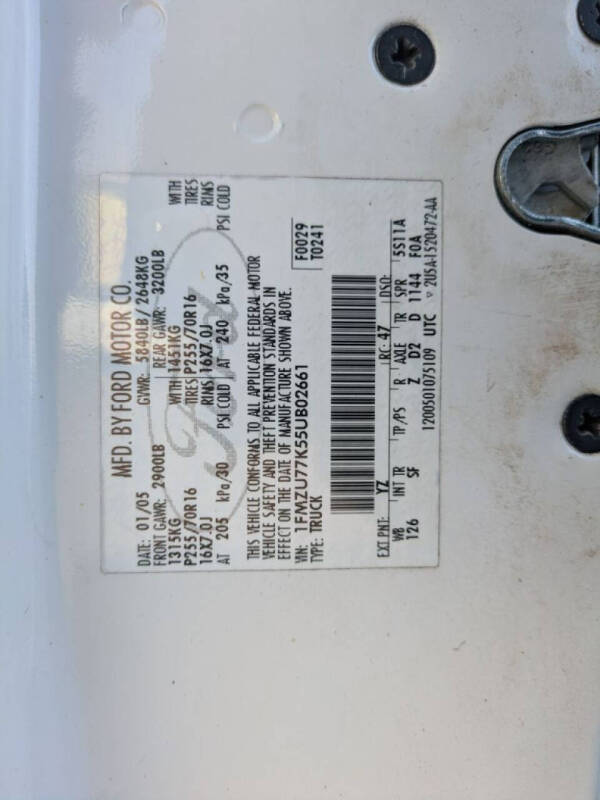 MFD. BY FORD MOTOR CO.
DATE: 01/05 GVWR: 5840LB / 2648KG
FRONT GAWR: 2900LB REAR GAWR: 3200LB
1315KG WITH 1451KG WITH
P255/70R16 TIRES P255/70R16 TIRES
16X7.0J RIMS 16X7.0J RIMS
AT 205 kPa/30 PSI COLD AT 240 kPa/35 PSI COLD
Ford
THIS VEHICLE CONFORMS TO ALL APPLICABLE FEDERAL MOTOR
VEHICLE SAFETY AND THEFT PREVENTION STANDARDS IN
EFFECT ON THE DATE OF MANUFACTURE SHOWN ABOVE.
VIN: 1FMZU77K55UB02661 F0029
TYPE: TRUCK T0241
EXT PNT: YZ RC: 47 DSO:
WB INT TR TP/PS R AXLE TR SPR 5S11A
126 SF Z D2 D 1144 F0A
1200501075109 UTC ▽ 2U5A-1520472-AA